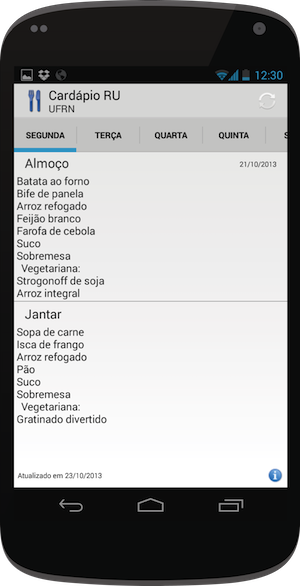 12:30
Cardápio RU
UFRN
SEGUNDA TERÇA QUARTA QUINTA S
Almoço 21/10/2013
Batata ao forno
Bife de panela
Arroz refogado
Feijão branco
Farofa de cebola
Suco
Sobremesa
Vegetariana:
Strogonoff de soja
Arroz integral
Jantar
Sopa de carne
Isca de frango
Arroz refogado
Pão
Suco
Sobremesa
Vegetariana:
Gratinado divertido
Atualizado em 23/10/2013